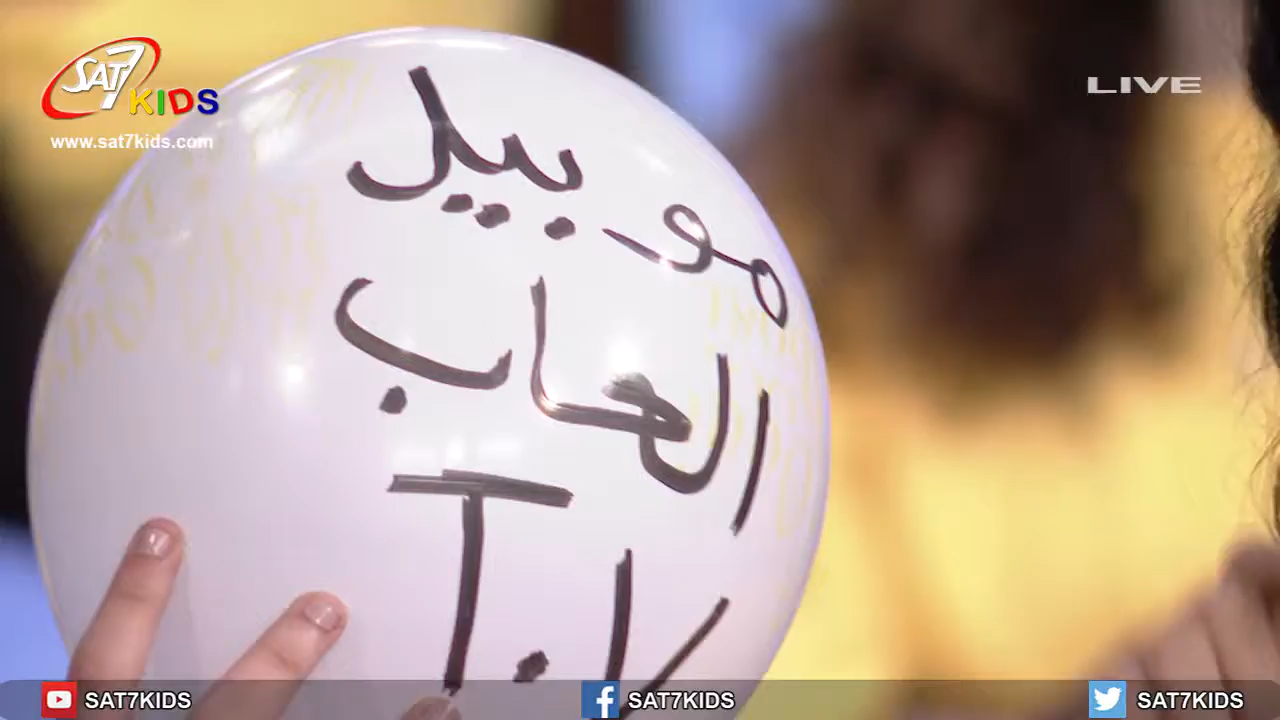 SAT7 KIDS
www.sat7kids.com
LIVE
موبيل
العاب
T.V
SAT7KIDS
SAT7KIDS
SAT7KIDS